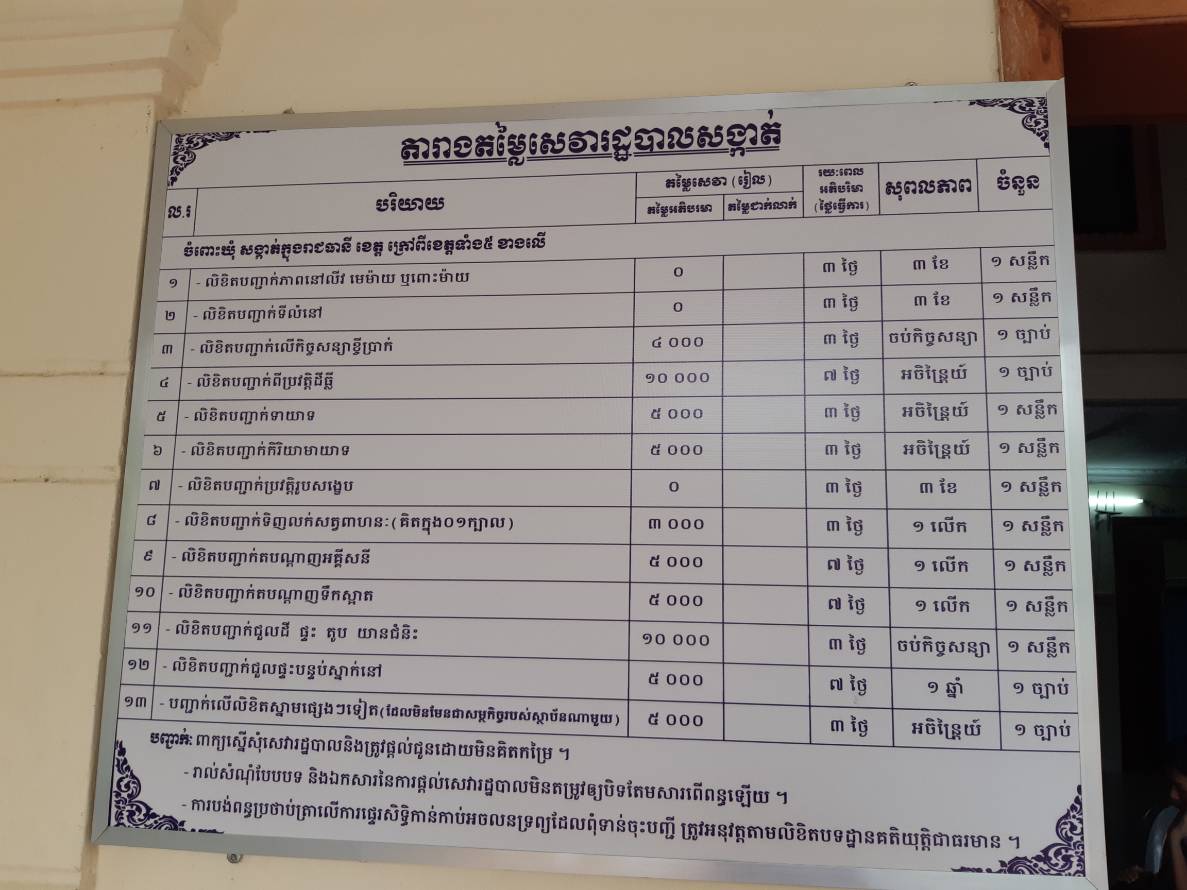 តារាងតម្លៃសេវារដ្ឋបាលសង្កាត់
ល.រ បរិយាយ តម្លៃសេវា (រៀល) រយៈពេល អតិបរិមា (ថ្ងៃធ្វើការ) សុពលភាព ចំនួន
តម្លៃអតិបរមា តម្លៃជាក់លាក់
ចំពោះឃុំ សង្កាត់ក្នុងរាជធានី ខេត្ត ក្រៅពីខេត្តទាំង៥ ខាងលើ
១ - លិខិតបញ្ជាក់ភាពនៅលីវ មេម៉ាយ ឬពោះម៉ាយ ០ ៣ ថ្ងៃ ៣ ខែ ១ សន្លឹក
២ - លិខិតបញ្ជាក់ទីលំនៅ ០ ៣ ថ្ងៃ ៣ ខែ ១ សន្លឹក
៣ - លិខិតបញ្ជាក់លើកិច្ចសន្យាខ្ចីប្រាក់ ៤ ០០០ ៣ ថ្ងៃ ចប់កិច្ចសន្យា ១ ច្បាប់
៤ - លិខិតបញ្ជាក់ពីប្រវត្តិដីធ្លី ១០ ០០០ ៧ ថ្ងៃ អចិន្ត្រៃយ៍ ១ ច្បាប់
៥ - លិខិតបញ្ជាក់ទាយាទ ៥ ០០០ ៣ ថ្ងៃ អចិន្ត្រៃយ៍ ១ សន្លឹក
៦ - លិខិតបញ្ជាក់កិរិយាមាយាទ ៥ ០០០ ៣ ថ្ងៃ អចិន្ត្រៃយ៍ ១ សន្លឹក
៧ - លិខិតបញ្ជាក់ប្រវត្តិរូបសង្ខេប ០ ៣ ថ្ងៃ ៣ ខែ ១ សន្លឹក
៨ - លិខិតបញ្ជាក់ទិញលក់សត្វពាហនៈ(គិតក្នុង០១ក្បាល) ៣ ០០០ ៣ ថ្ងៃ ១ លើក ១ សន្លឹក
៩ - លិខិតបញ្ជាក់តបណ្តាញអគ្គីសនី ៥ ០០០ ៧ ថ្ងៃ ១ លើក ១ សន្លឹក
១០ - លិខិតបញ្ជាក់តបណ្តាញទឹកស្អាត ៥ ០០០ ៧ ថ្ងៃ ១ លើក ១ សន្លឹក
១១ - លិខិតបញ្ជាក់ជួលដី ផ្ទះ តូប យានជំនិះ ១០ ០០០ ៣ ថ្ងៃ ចប់កិច្ចសន្យា ១ សន្លឹក
១២ - លិខិតបញ្ជាក់ជួលផ្ទះបន្ទប់ស្នាក់នៅ ៥ ០០០ ៧ ថ្ងៃ ១ ឆ្នាំ ១ ច្បាប់
១៣ - បញ្ជាក់លើលិខិតស្នាមផ្សេងៗទៀត(ដែលមិនមែនជាសម្បកិច្ចរបស់ស្ថាប័នណាមួយ) ៥ ០០០ ៣ ថ្ងៃ អចិន្ត្រៃយ៍ ១ ច្បាប់
បញ្ជាក់: ពាក្យស្នើសុំសេវារដ្ឋបាលនិងត្រូវផ្តល់ជូនដោយមិនគិតកម្រៃ ។
- រាល់សំណុំបែបបទ និងឯកសារនៃការផ្តល់សេវារដ្ឋបាលមិនតម្រូវឲ្យបិទតែមសារពើពន្ធឡើយ ។
- ការបង់ពន្ធប្រថាប់ត្រាលើការផ្ទេរសិទ្ធិកាន់កាប់អចលនទ្រព្យដែលពុំទាន់ចុះបញ្ជី ត្រូវអនុវត្តតាមលិខិតបទដ្ឋានគតិយុត្តិជាធរមាន ។